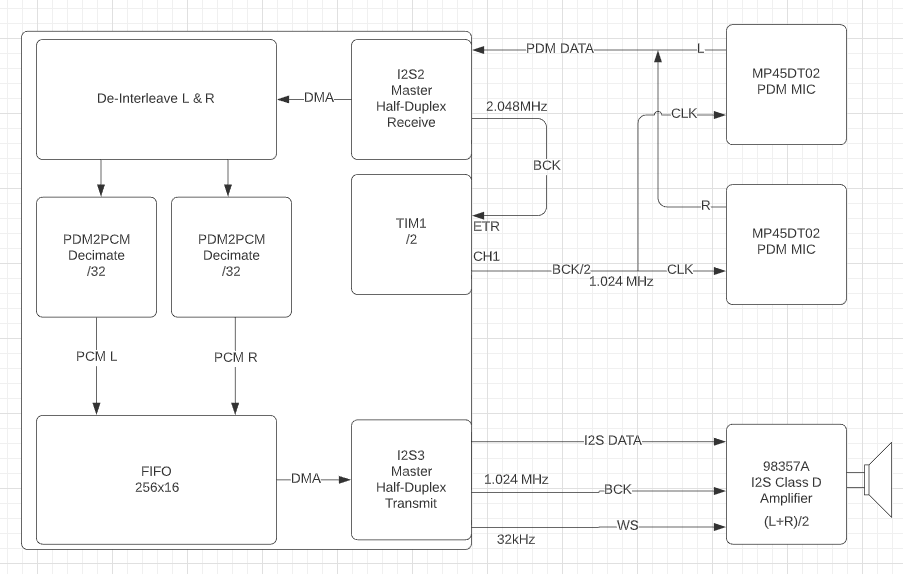 De-Interleave L & R
DMA
I2S2
Master
Half-Duplex
Receive
PDM DATA
L
MP45DT02
PDM MIC
2.048MHz
CLK
BCK
PDM2PCM
Decimate
/32
PDM2PCM
Decimate
/32
TIM1
/2
ETR
CH1
R
MP45DT02
PDM MIC
BCK/2
CLK
1.024 MHz
PCM L
PCM R
FIFO
256x16
DMA
I2S3
Master
Half-Duplex
Transmit
I2S DATA
1.024 MHz
BCK
WS
32kHz
98357A
I2S Class D
Amplifier
(L+R)/2